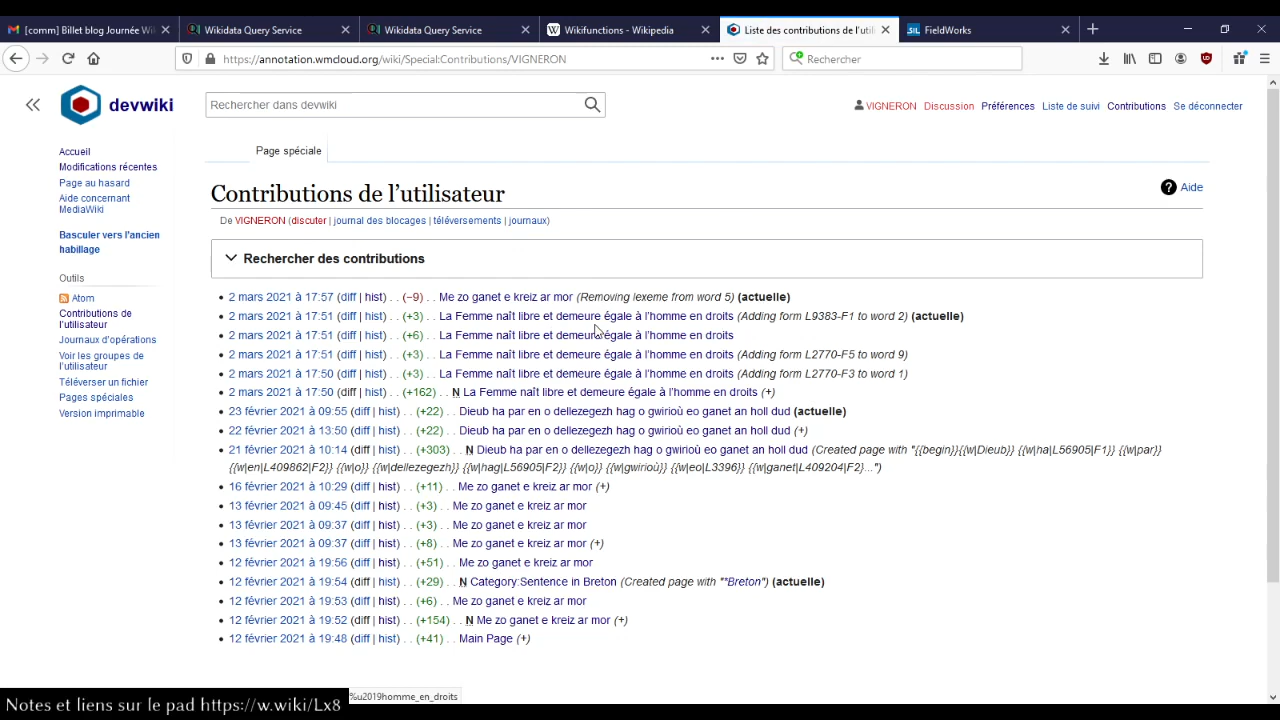 [comm] Billet blog Journée Wi
Wikidata Query Service
Wikidata Query Service
Wikifunctions - Wikipedia
Liste des contributions de l'util
FieldWorks
https://annotation.wmcloud.org/wiki/Special:Contributions/VIGNERON
Rechercher
devwiki
Rechercher dans devwiki
VIGNERON Discussion Préférences Liste de suivi Contributions Se déconnecter
Accueil
Modifications récentes
Page au hasard
Aide concernant
MediaWiki
Basculer vers l'ancien
habillage
Outils
Atom
Contributions de
l'utilisateur
Journaux d'opérations
Voir les groupes de
l'utilisateur
Téléverser un fichier
Pages spéciales
Version imprimable
Page spéciale
Contributions de l’utilisateur
Aide
De VIGNERON (discuter | journal des blocages | téléversements | journaux)
Rechercher des contributions
2 mars 2021 à 17:57 (diff | hist) . . (−9) . . Me zo ganet e kreiz ar mor (Removing lexeme from word 5) (actuelle)
2 mars 2021 à 17:51 (diff | hist) . . (+3) . . La Femme naît libre et demeure égale à l’homme en droits (Adding form L9383-F1 to word 2) (actuelle)
2 mars 2021 à 17:51 (diff | hist) . . (+6) . . La Femme naît libre et demeure égale à l’homme en droits
2 mars 2021 à 17:51 (diff | hist) . . (+3) . . La Femme naît libre et demeure égale à l’homme en droits (Adding form L2770-F5 to word 9)
2 mars 2021 à 17:50 (diff | hist) . . (+3) . . La Femme naît libre et demeure égale à l’homme en droits (Adding form L2770-F3 to word 1)
2 mars 2021 à 17:50 (diff | hist) . . (+162) . . N La Femme naît libre et demeure égale à l’homme en droits (+)
23 février 2021 à 09:55 (diff | hist) . . (+22) . . Dieub ha par en o dellezegezh hag o gwirioù eo ganet an holl dud (actuelle)
22 février 2021 à 13:50 (diff | hist) . . (+22) . . Dieub ha par en o dellezegezh hag o gwirioù eo ganet an holl dud (+)
21 février 2021 à 10:14 (diff | hist) . . (+303) . . N Dieub ha par en o dellezegezh hag o gwirioù eo ganet an holl dud (Created page with "{{begin}}{{w|Dieub}} {{w|ha|L56905|F1}} {{w|par}}
{{w|en|L409862|F2}} {{w|o}} {{w|dellezegezh}} {{w|hag|L56905|F2}} {{w|o}} {{w|gwirioù}} {{w|eo|L3396}} {{w|ganet|L409204|F2}...")
16 février 2021 à 10:29 (diff | hist) . . (+11) . . Me zo ganet e kreiz ar mor (+)
13 février 2021 à 09:45 (diff | hist) . . (+3) . . Me zo ganet e kreiz ar mor
13 février 2021 à 09:37 (diff | hist) . . (+3) . . Me zo ganet e kreiz ar mor
13 février 2021 à 09:37 (diff | hist) . . (+8) . . Me zo ganet e kreiz ar mor (+)
12 février 2021 à 19:56 (diff | hist) . . (+51) . . Me zo ganet e kreiz ar mor
12 février 2021 à 19:54 (diff | hist) . . (+29) . . N Category:Sentence in Breton (Created page with "*Breton") (actuelle)
12 février 2021 à 19:53 (diff | hist) . . (+6) . . Me zo ganet e kreiz ar mor
12 février 2021 à 19:52 (diff | hist) . . (+154) . . N Me zo ganet e kreiz ar mor (+)
12 février 2021 à 19:48 (diff | hist) . . (+41) . . Main Page (+)
Notes et liens sur le pad https://w.wiki/Lx8
%u2019homme_en_droits